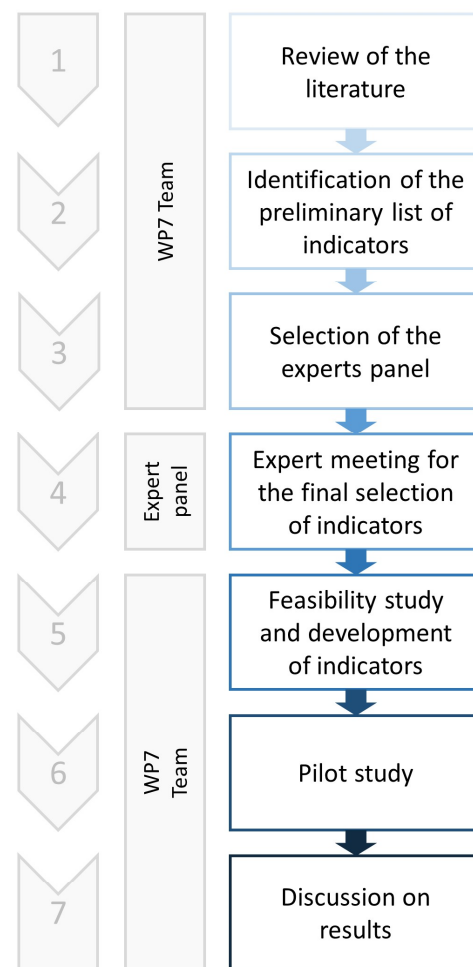 1
WP7 Team
Review of the
literature
2
Identification of the
preliminary list of
indicators
3
Selection of the
experts panel
4
Expert
panel
Expert meeting for
the final selection
of indicators
5
WP7
Team
Feasibility study
and development
of indicators
6
Pilot study
7
Discussion on
results